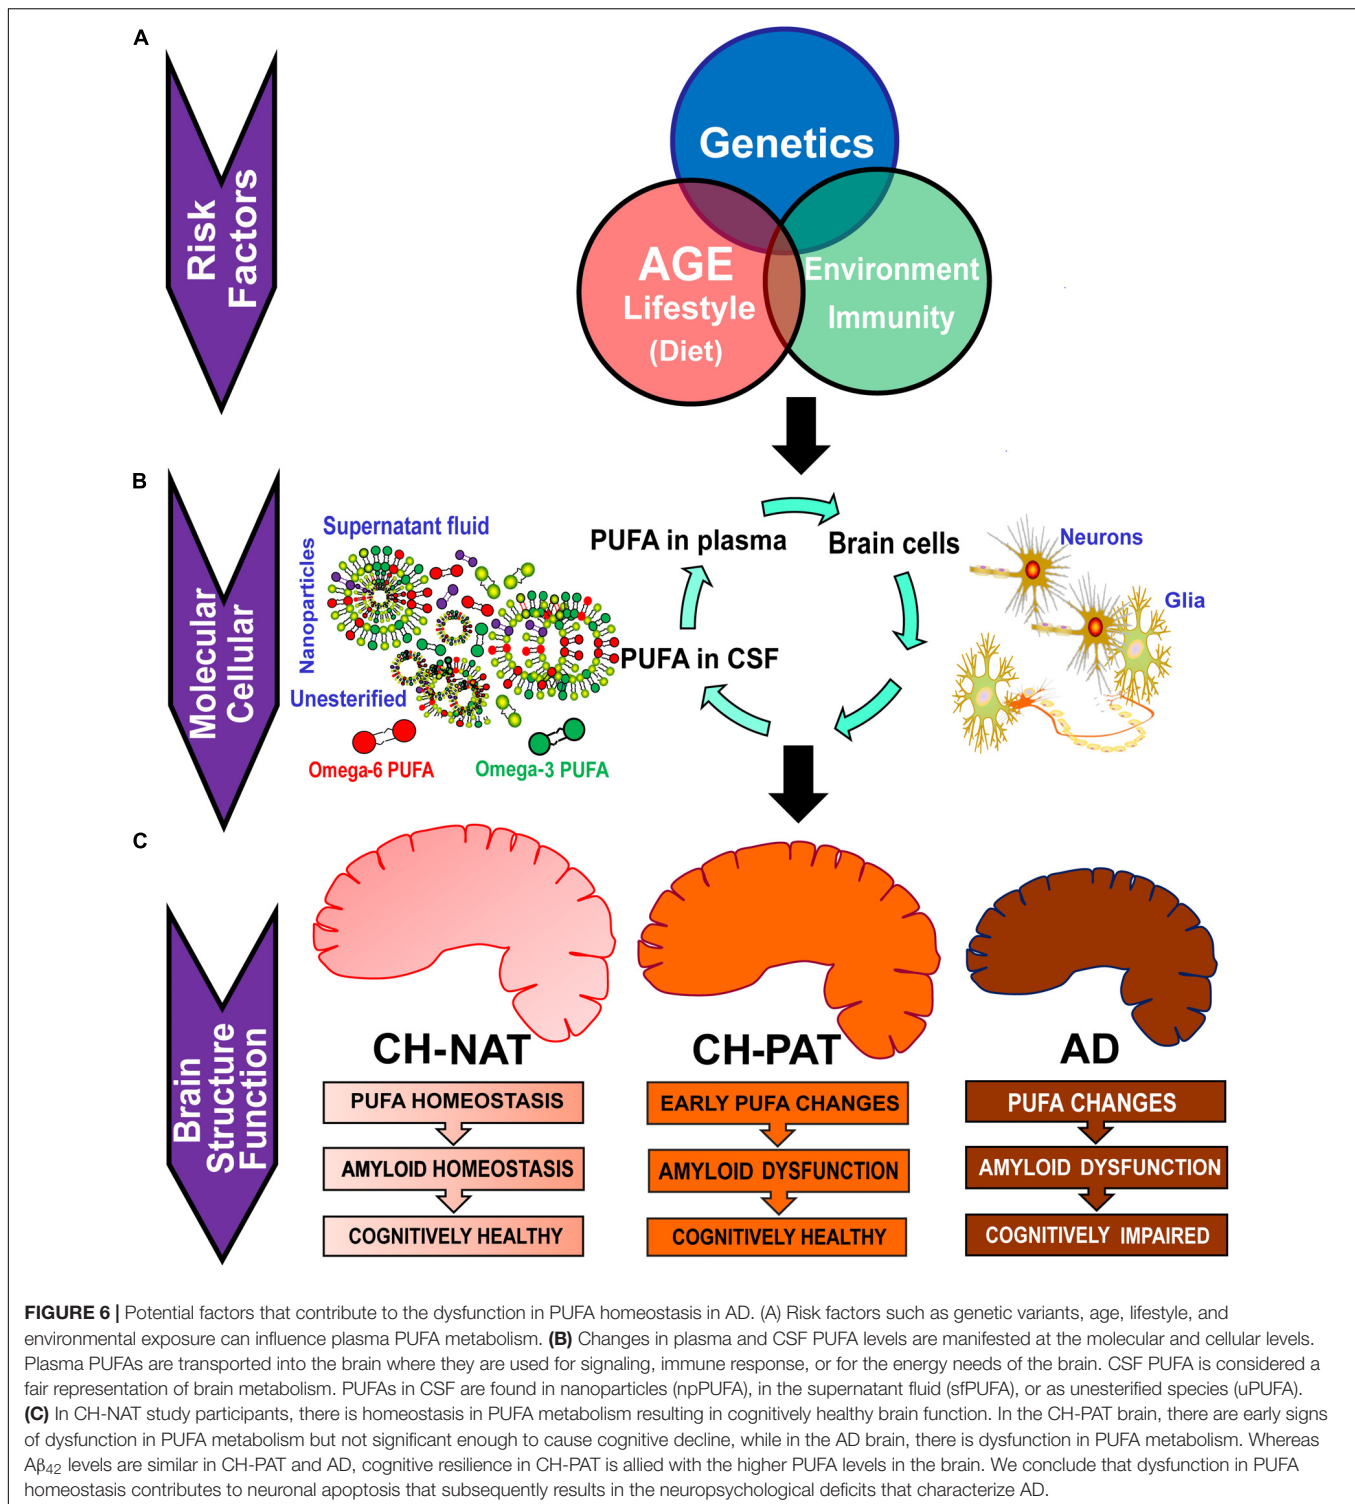 A
Risk
Factors
Genetics
AGE
Lifestyle
(Diet)
Environment
Immunity
B
Molecular
Cellular
Supernatant fluid
Nanoparticles
Unesterified
Omega-6 PUFA
Omega-3 PUFA
PUFA in plasma
Brain cells
PUFA in CSF
Neurons
Glia
C
Brain
Structure
Function
CH-NAT
PUFA HOMEOSTASIS
AMYLOID HOMEOSTASIS
COGNITIVELY HEALTHY
CH-PAT
EARLY PUFA CHANGES
AMYLOID DYSFUNCTION
COGNITIVELY HEALTHY
AD
PUFA CHANGES
AMYLOID DYSFUNCTION
COGNITIVELY IMPAIRED
FIGURE 6 | Potential factors that contribute to the dysfunction in PUFA homeostasis in AD. (A) Risk factors such as genetic variants, age, lifestyle, and
environmental exposure can influence plasma PUFA metabolism. (B) Changes in plasma and CSF PUFA levels are manifested at the molecular and cellular levels.
Plasma PUFAs are transported into the brain where they are used for signaling, immune response, or for the energy needs of the brain. CSF PUFA is considered a
fair representation of brain metabolism. PUFAs in CSF are found in nanoparticles (npPUFA), in the supernatant fluid (sfPUFA), or as unesterified species (uPUFA).
(C) In CH-NAT study participants, there is homeostasis in PUFA metabolism resulting in cognitively healthy brain function. In the CH-PAT brain, there are early signs
of dysfunction in PUFA metabolism but not significant enough to cause cognitive decline, while in the AD brain, there is dysfunction in PUFA metabolism. Whereas
Aβ₄₂ levels are similar in CH-PAT and AD, cognitive resilience in CH-PAT is allied with the higher PUFA levels in the brain. We conclude that dysfunction in PUFA
homeostasis contributes to neuronal apoptosis that subsequently results in the neuropsychological deficits that characterize AD.